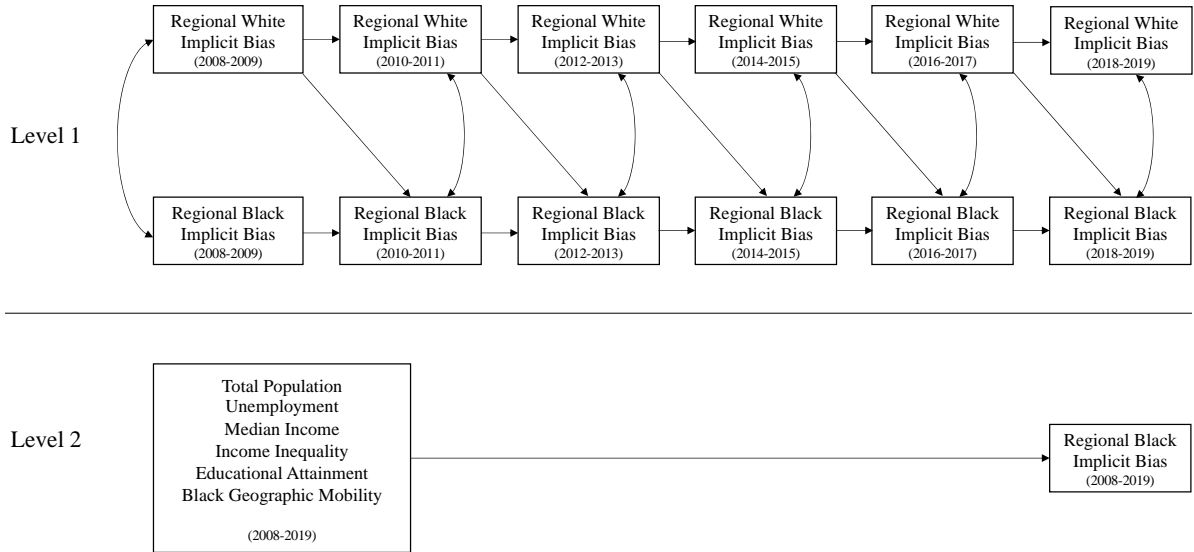 Regional White
Implicit Bias
(2008-2009)
Regional White
Implicit Bias
(2010-2011)
Regional White
Implicit Bias
(2012-2013)
Regional White
Implicit Bias
(2014-2015)
Regional White
Implicit Bias
(2016-2017)
Regional White
Implicit Bias
(2018-2019)
Level 1
Regional Black
Implicit Bias
(2008-2009)
Regional Black
Implicit Bias
(2010-2011)
Regional Black
Implicit Bias
(2012-2013)
Regional Black
Implicit Bias
(2014-2015)
Regional Black
Implicit Bias
(2016-2017)
Regional Black
Implicit Bias
(2018-2019)
Level 2
Total Population
Unemployment
Median Income
Income Inequality
Educational Attainment
Black Geographic Mobility
(2008-2019)
Regional Black
Implicit Bias
(2008-2019)